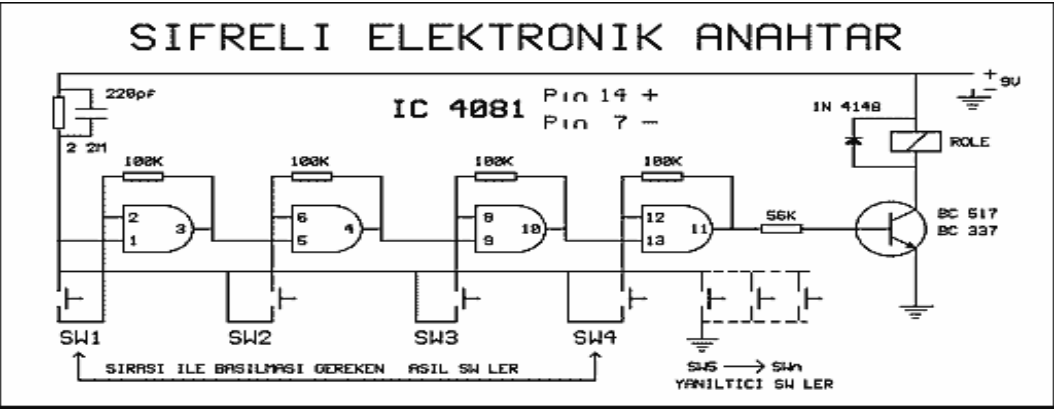 SIFRELI ELEKTRONIK ANAHTAR
220pf
2 2M
IC 4081
Pin 14 +
Pin 7 -
+ 9V
-
1N 4148
ROLE
100K
100K
100K
100K
2
1
3
6
5
4
8
9
10
12
13
11
56K
BC 517
BC 337
SW1
SW2
SW3
SW4
SIRASI ILE BASILMASI GEREKEN ASIL SW LER
SW5 → SWn
YANILTICI SW LER